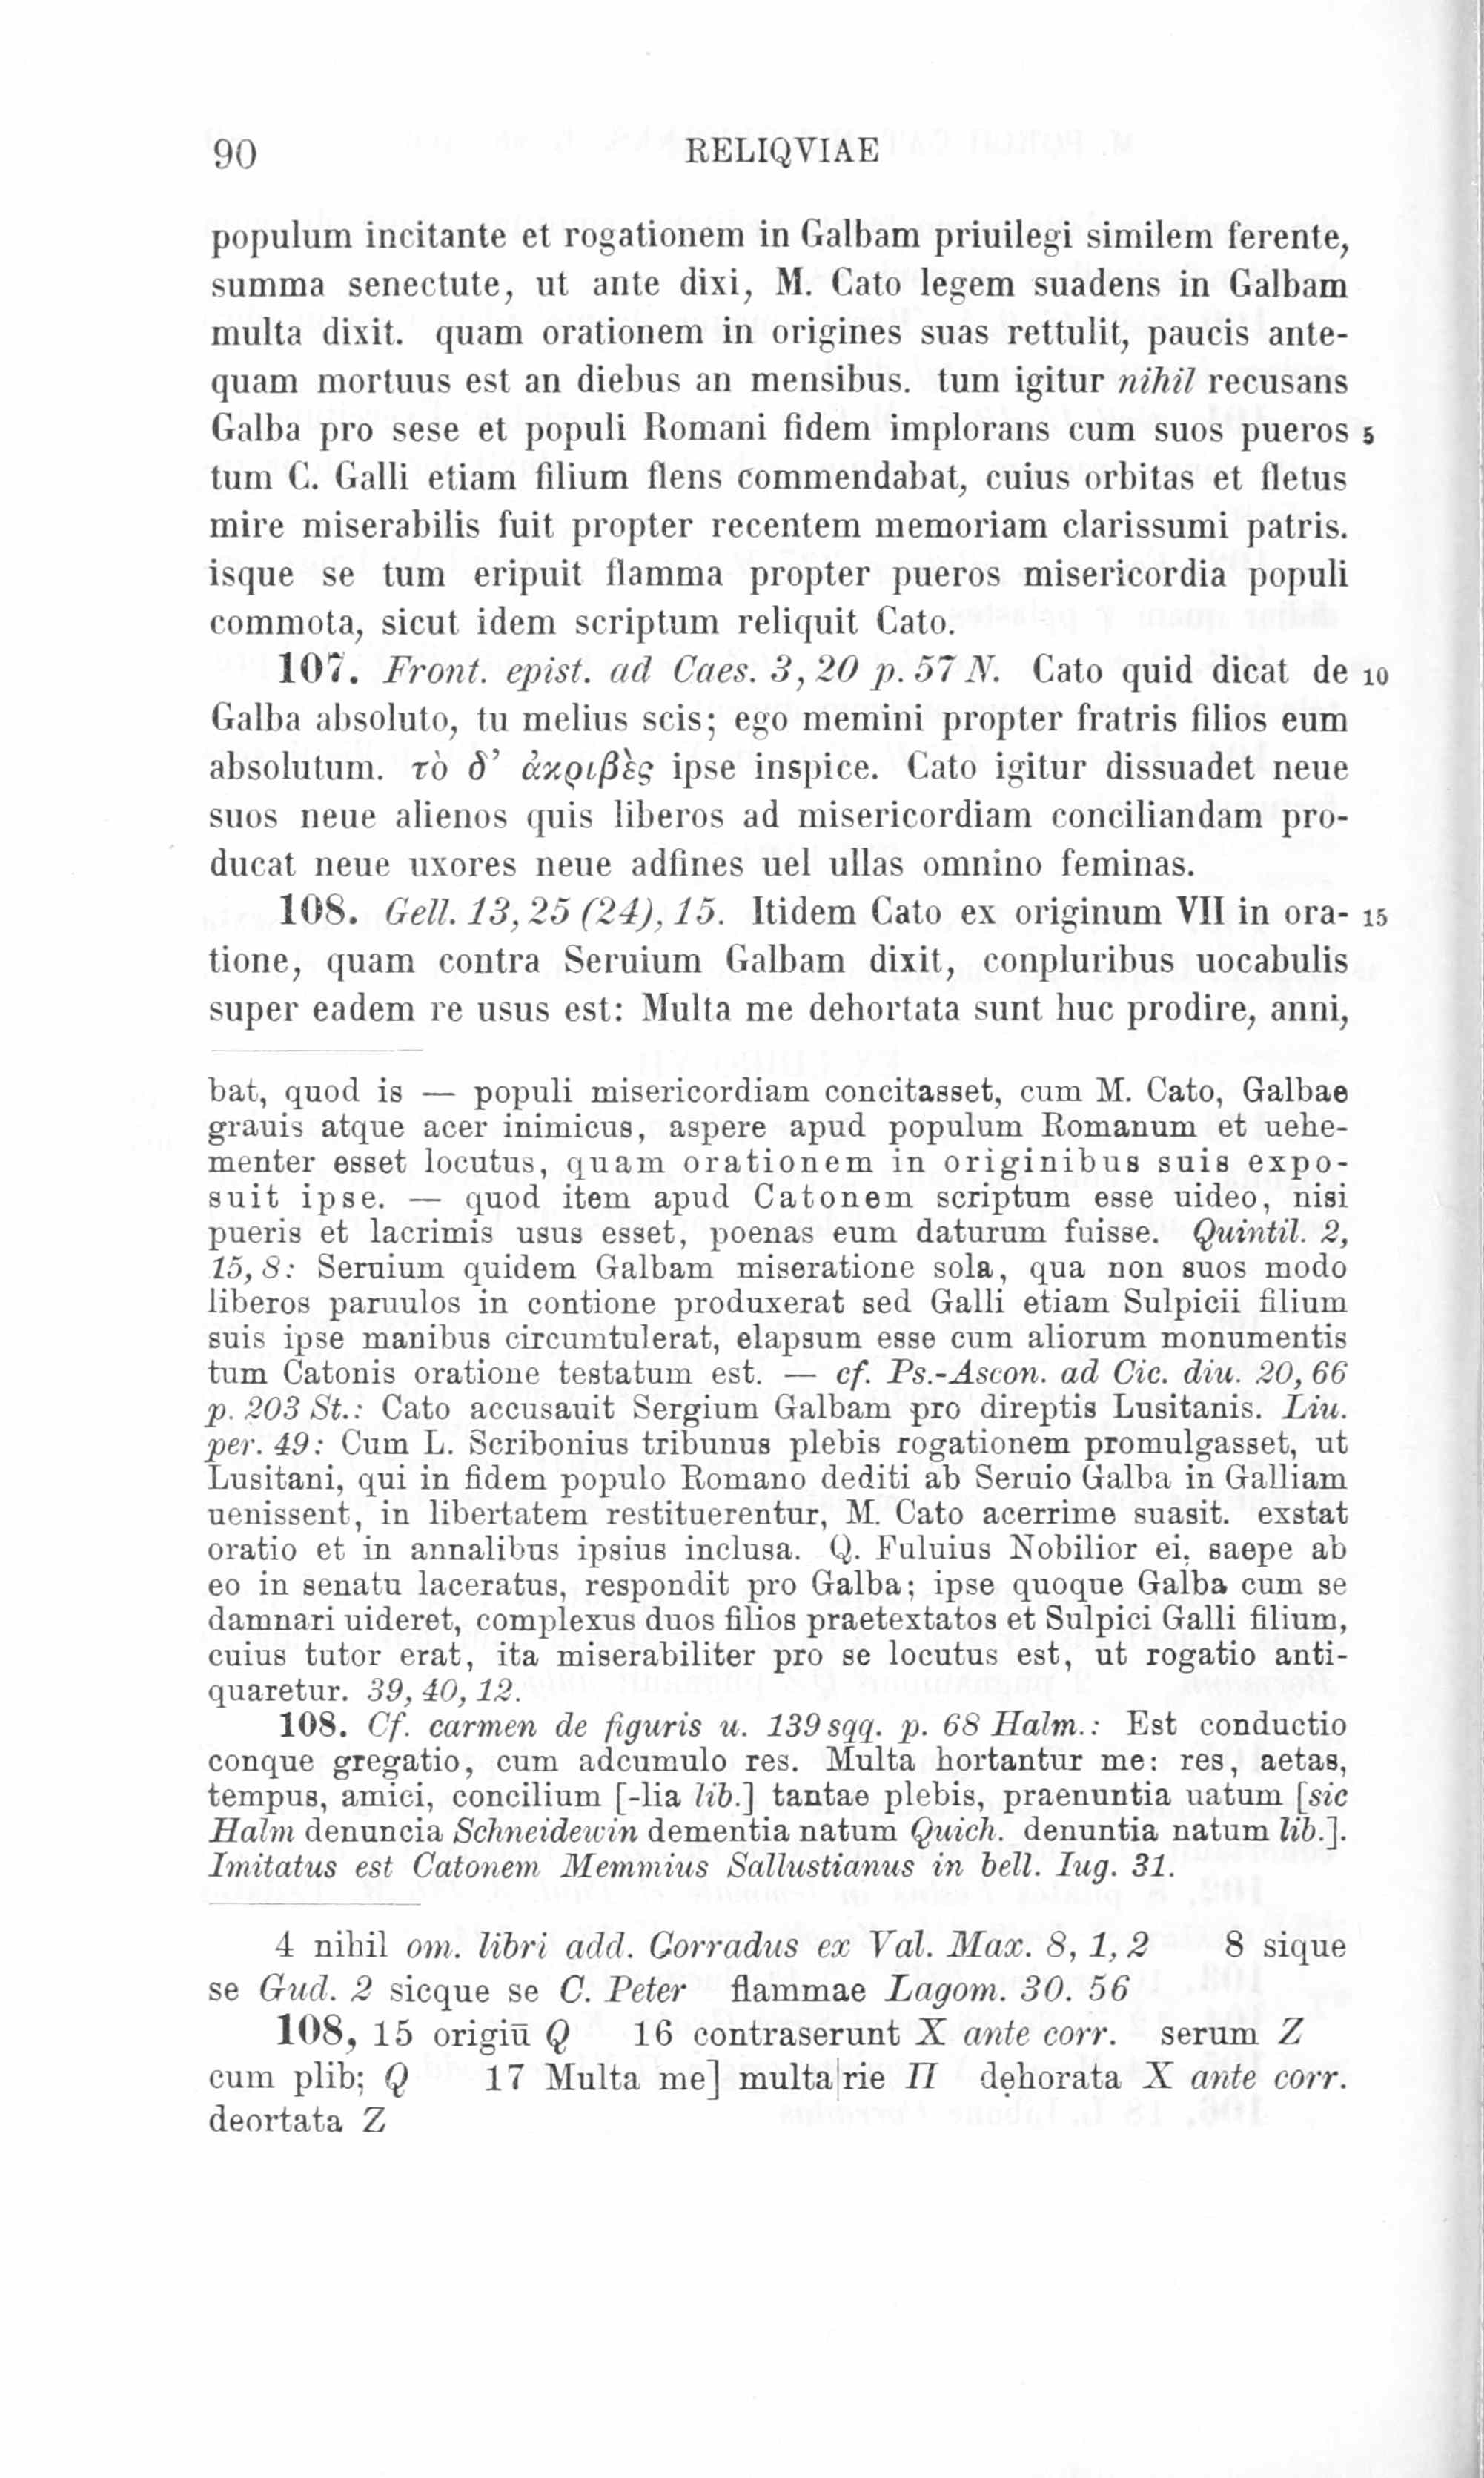 90 RELIQVIAE
populum incitante et rogationem in Galbam priuilegi similem ferente,
summa senectute, ut ante dixi, M. Cato legem suadens in Galbam
multa dixit. quam orationem in origines suas rettulit, paucis ante-
quam mortuus est an diebus an mensibus. tum igitur nihil recusans
Galba pro sese et populi Romani fidem implorans cum suos pueros 5
tum C. Galli etiam filium flens commendabat, cuius orbitas et fletus
mire miserabilis fuit propter recentem memoriam clarissumi patris.
isque se tum eripuit flamma propter pueros misericordia populi
commota, sicut idem scriptum reliquit Cato.
107. Front. epist. ad Caes. 3, 20 p. 57 N. Cato quid dicat de 10
Galba absoluto, tu melius scis; ego memini propter fratris filios eum
absolutum. τὸ δ’ ἀκριβὲς ipse inspice. Cato igitur dissuadet neue
suos neue alienos quis liberos ad misericordiam conciliandam pro-
ducat neue uxores neue adfines uel ullas omnino feminas.
108. Gell. 13, 25 (24), 15. Itidem Cato ex originum VII in ora- 15
tione, quam contra Seruium Galbam dixit, conpluribus uocabulis
super eadem re usus est: Multa me dehortata sunt huc prodire, anni,
bat, quod is — populi misericordiam concitasset, cum M. Cato, Galbae
grauis atque acer inimicus, aspere apud populum Romanum et uehe-
menter esset locutus, quam orationem in originibus suis expo-
suit ipse. — quod item apud Catonem scriptum esse uideo, nisi
pueris et lacrimis usus esset, poenas eum daturum fuisse. Quintil. 2,
15, 8: Seruium quidem Galbam miseratione sola, qua non suos modo
liberos paruulos in contione produxerat sed Galli etiam Sulpicii filium
suis ipse manibus circumtulerat, elapsum esse cum aliorum monumentis
tum Catonis oratione testatum est. — cf. Ps.-Ascon. ad Cic. diu. 20, 66
p. 203 St.: Cato accusauit Sergium Galbam pro direptis Lusitanis. Liu.
per. 49: Cum L. Scribonius tribunus plebis rogationem promulgasset, ut
Lusitani, qui in fidem populo Romano dediti ab Seruio Galba in Galliam
uenissent, in libertatem restituerentur, M. Cato acerrime suasit. exstat
oratio et in annalibus ipsius inclusa. Q. Fuluius Nobilior ei, saepe ab
eo in senatu laceratus, respondit pro Galba; ipse quoque Galba cum se
damnari uideret, complexus duos filios praetextatos et Sulpici Galli filium,
cuius tutor erat, ita miserabiliter pro se locutus est, ut rogatio anti-
quaretur. 39, 40, 12.
108. Cf. carmen de figuris u. 139 sqq. p. 68 Halm.: Est conductio
conque gregatio, cum adcumulo res. Multa hortantur me: res, aetas,
tempus, amici, concilium [-lia lib.] tantae plebis, praenuntia uatum [sic
Halm denuncia Schneidewin dementia natum Quich. denuntia natum lib.].
Imitatus est Catonem Memmius Sallustianus in bell. Iug. 31.
4 nihil om. libri add. Corradus ex Val. Max. 8, 1, 2 8 sique
se Gud. 2 sicque se C. Peter flammae Lagom. 30. 56
108, 15 origiū Q 16 contraserunt X ante corr. serum Z
cum plib; Q 17 Multa me] multa|rie Π dẹhorata X ante corr.
deortata Z